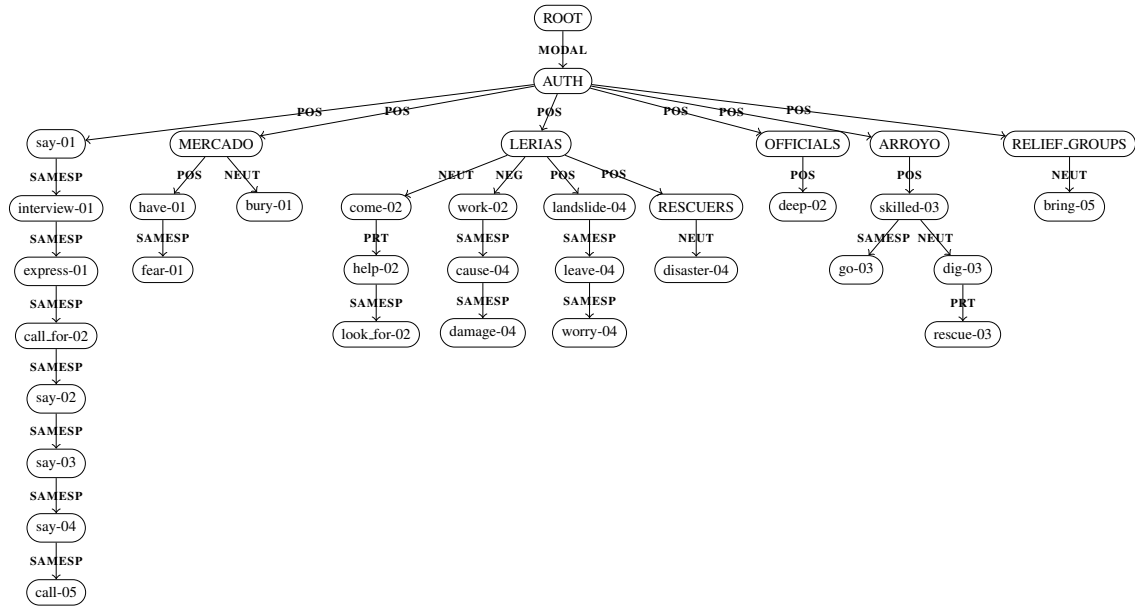 ROOT
MODAL
AUTH
POS POS POS POS POS POS
say-01 MERCADO LERIAS OFFICIALS ARROYO RELIEF_GROUPS
SAMESP POS NEUT NEUT NEG POS POS POS POS NEUT
interview-01 have-01 bury-01 come-02 work-02 landslide-04 RESCUERS deep-02 skilled-03 bring-05
SAMESP SAMESP PRT SAMESP SAMESP NEUT SAMESP NEUT
express-01 fear-01 help-02 cause-04 leave-04 disaster-04 go-03 dig-03
SAMESP SAMESP SAMESP SAMESP PRT
call_for-02 look_for-02 damage-04 worry-04 rescue-03
SAMESP
say-02
SAMESP
say-03
SAMESP
say-04
SAMESP
call-05